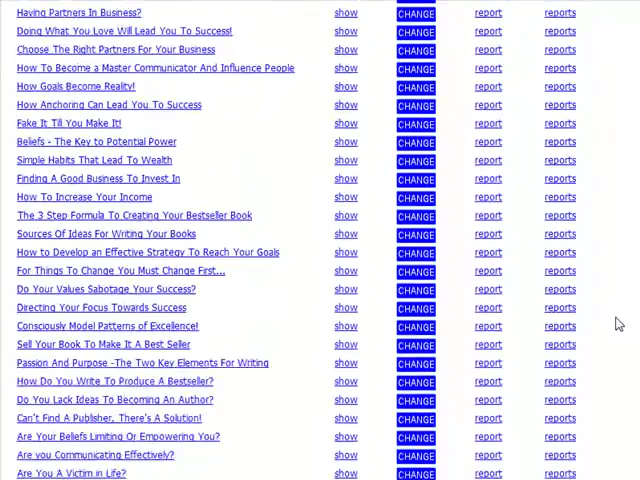 Having Partners In Business? show CHANGE report reports
Doing What You Love Will Lead You To Success! show CHANGE report reports
Choose The Right Partners For Your Business show CHANGE report reports
How To Become a Master Communicator And Influence People show CHANGE report reports
How Goals Become Reality! show CHANGE report reports
How Anchoring Can Lead You To Success show CHANGE report reports
Fake It Till You Make It! show CHANGE report reports
Beliefs - The Key to Potential Power show CHANGE report reports
Simple Habits That Lead To Wealth show CHANGE report reports
Finding A Good Business To Invest In show CHANGE report reports
How To Increase Your Income show CHANGE report reports
The 3 Step Formula To Creating Your Bestseller Book show CHANGE report reports
Sources Of Ideas For Writing Your Books show CHANGE report reports
How to Develop an Effective Strategy To Reach Your Goals show CHANGE report reports
For Things To Change You Must Change First... show CHANGE report reports
Do Your Values Sabotage Your Success? show CHANGE report reports
Directing Your Focus Towards Success show CHANGE report reports
Consciously Model Patterns of Excellence! show CHANGE report reports
Sell Your Book To Make It A Best Seller show CHANGE report reports
Passion And Purpose -The Two Key Elements For Writing show CHANGE report reports
How Do You Write To Produce A Bestseller? show CHANGE report reports
Do You Lack Ideas To Becoming An Author? show CHANGE report reports
Can't Find A Publisher, There's A Solution! show CHANGE report reports
Are Your Beliefs Limiting Or Empowering You? show CHANGE report reports
Are you Communicating Effectively? show CHANGE report reports
Are You A Victim in Life? show CHANGE report reports